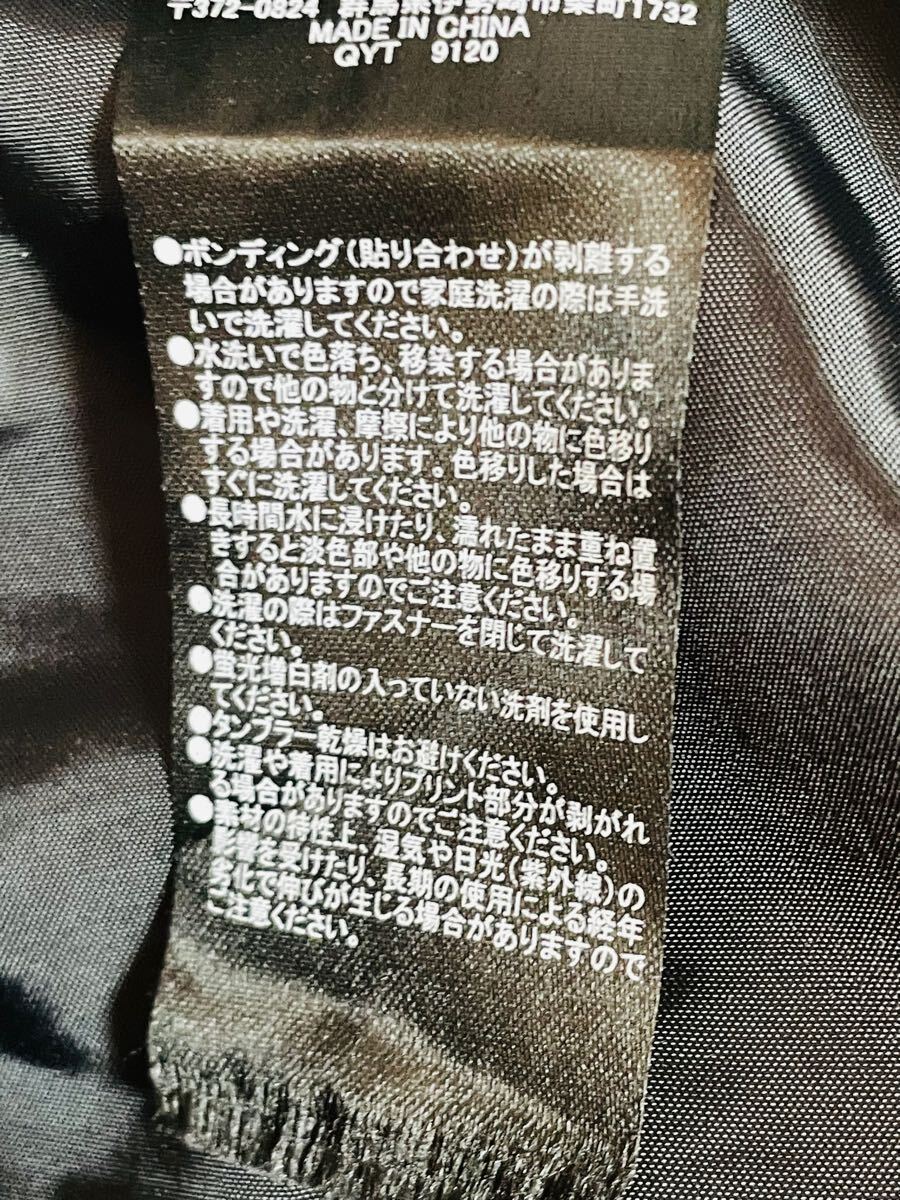 〒372-0824 群馬県伊勢崎市柴町1732
MADE IN CHINA
QYT 9120
●ボンディング(貼り合わせ)が剥離する
場合がありますので家庭洗濯の際は手洗
いで洗濯してください。
●水洗いで色落ち、移染する場合がありま
すので他の物と分けて洗濯してください。
●着用や洗濯、摩擦により他の物に色移り
する場合があります。色移りした場合は
すぐに洗濯してください。
●長時間水に浸けたり、濡れたまま重ね置
きすると淡色部や他の物に色移りする場
合がありますのでご注意ください。
●洗濯の際はファスナーを閉じて洗濯して
ください。
●蛍光増白剤の入っていない洗剤を使用し
てください。
●タンブラー乾燥はお避けください。
●洗濯や着用によりプリント部分が剥がれ
る場合がありますのでご注意ください。
●素材の特性上、湿気や日光(紫外線)の
影響を受けたり、長期の使用による経年
劣化で伸びが生じる場合がありますので
ご注意ください。